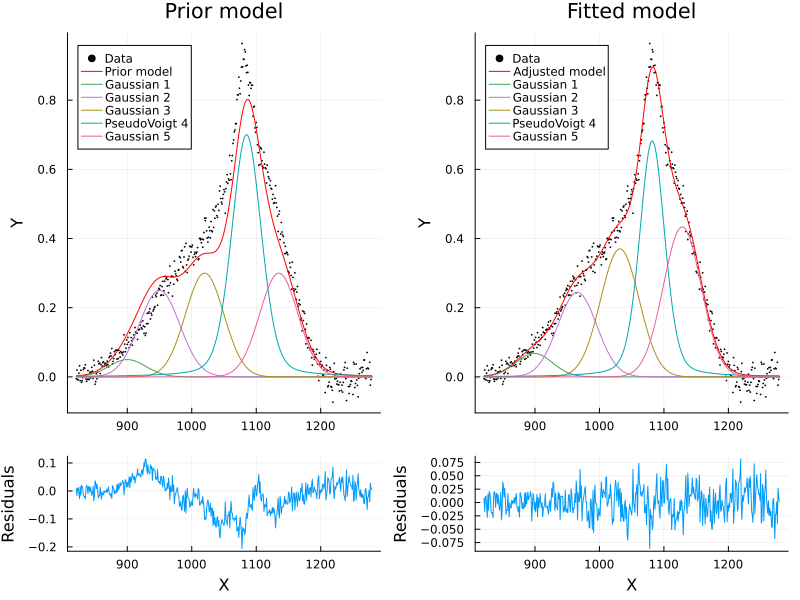 Prior model
Fitted model
Data
Prior model
Gaussian 1
Gaussian 2
Gaussian 3
PseudoVoigt 4
Gaussian 5
Data
Adjusted model
Gaussian 1
Gaussian 2
Gaussian 3
PseudoVoigt 4
Gaussian 5
Y
0.8
0.6
0.4
0.2
0.0
900 1000 1100 1200
Y
0.8
0.6
0.4
0.2
0.0
900 1000 1100 1200
Residuals
0.1
0.0
-0.1
-0.2
900 1000 1100 1200
X
Residuals
0.075
0.050
0.025
0.000
-0.025
-0.050
-0.075
900 1000 1100 1200
X